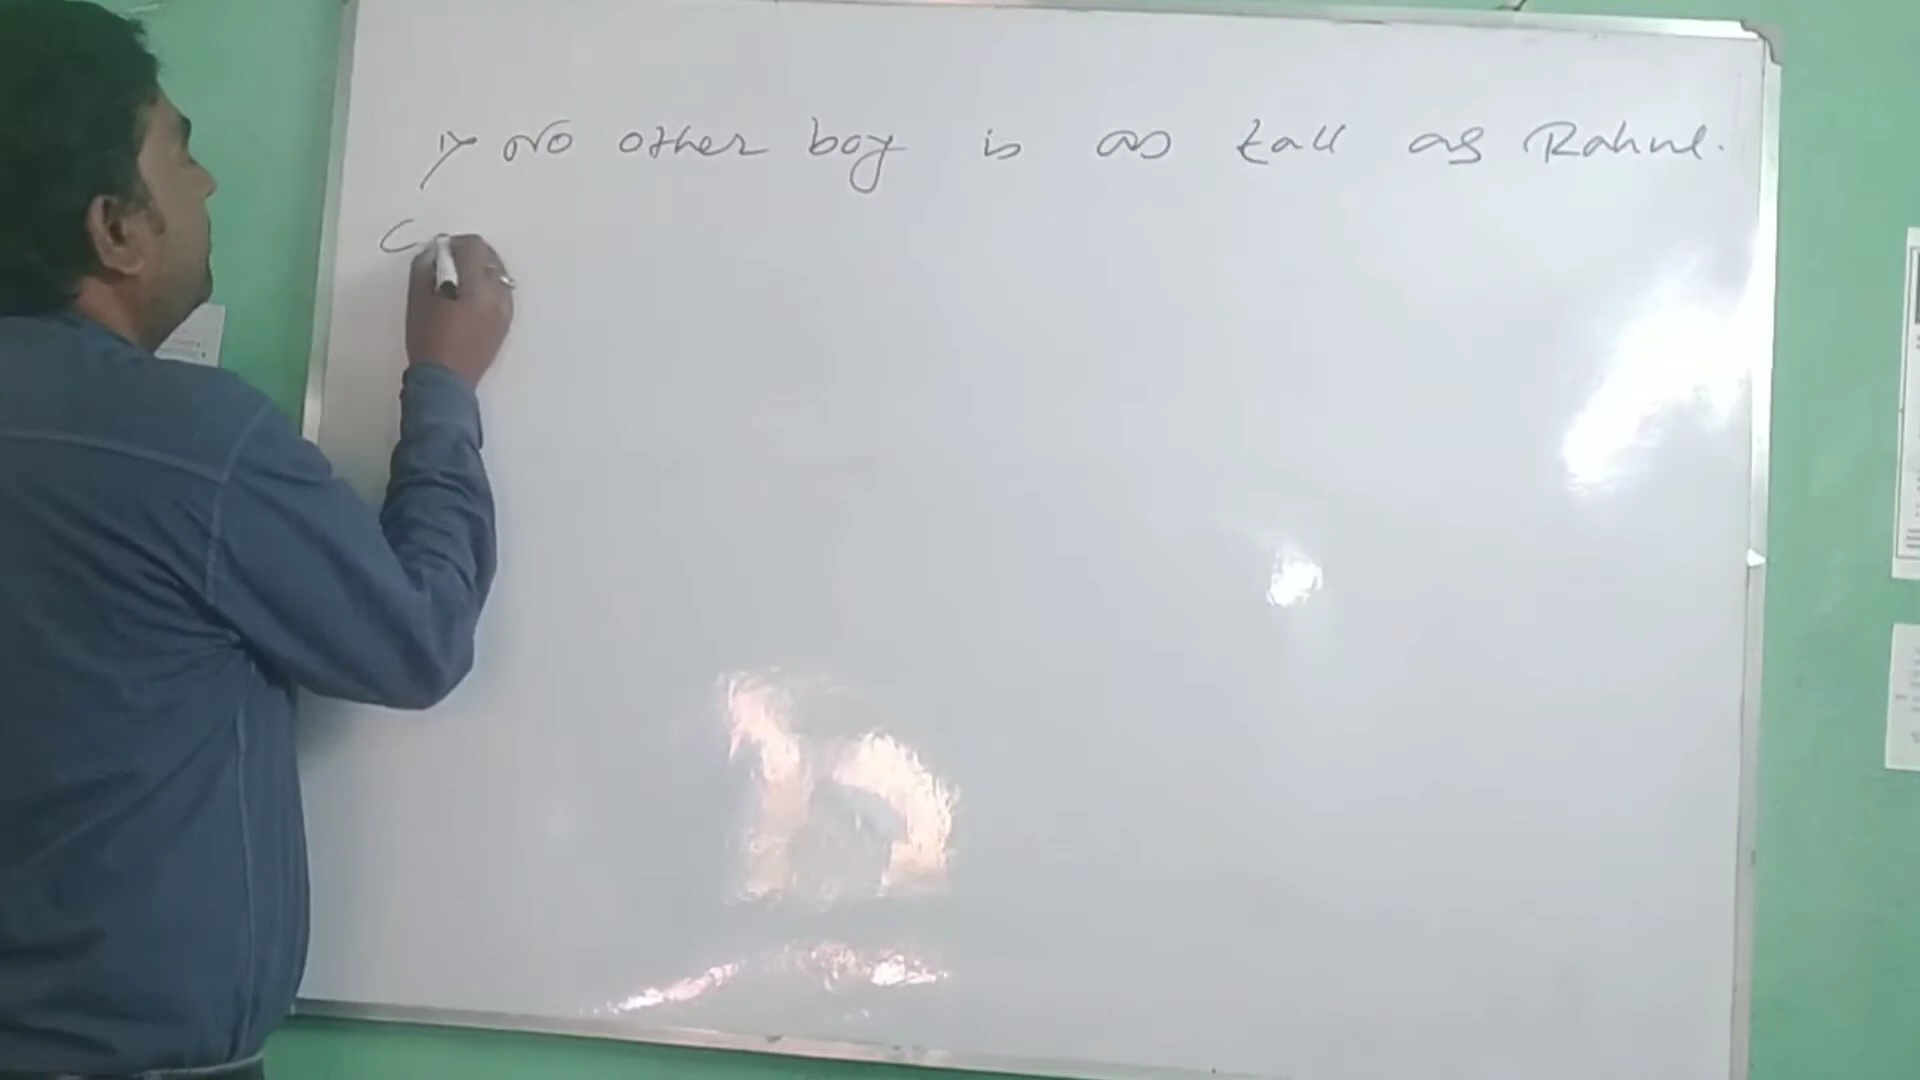 1> No other boy is as tall as Rahul.
C